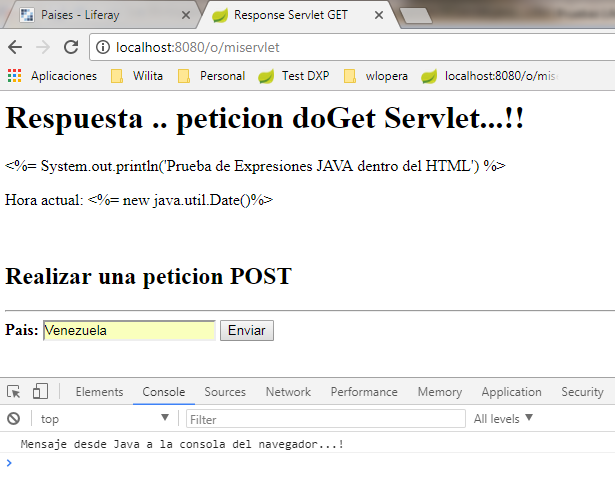 Paises - Liferay
Response Servlet GET
localhost:8080/o/miservlet
Aplicaciones Wilita Personal Test DXP wlopera localhost:8080/o/mise
Respuesta .. peticion doGet Servlet...!!
<%= System.out.println('Prueba de Expresiones JAVA dentro del HTML') %>
Hora actual: <%= new java.util.Date()%>
Realizar una peticion POST
Pais: Venezuela Enviar
Elements Console Sources Network Performance Memory Application Security
top Filter All levels
Mensaje desde Java a la consola del navegador...!